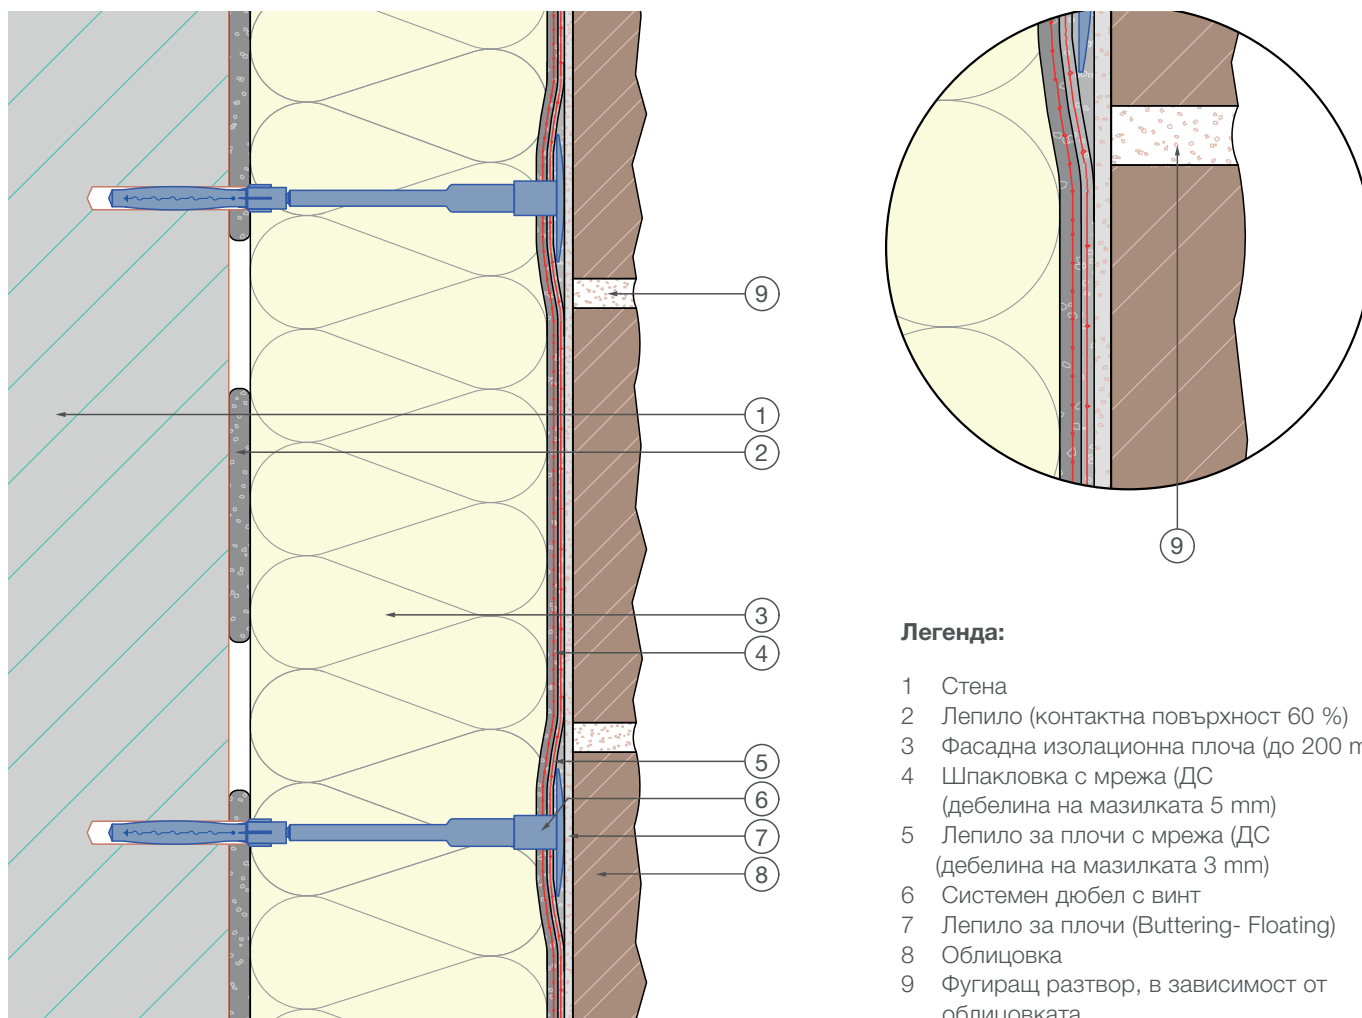 9
1
2
3
4
5
6
7
8
9
Легенда:
1 Стена
2 Лепило (контактна повърхност 60 %)
3 Фасадна изолационна плоча (до 200 m
4 Шпакловка с мрежа (ДС
(дебелина на мазилката 5 mm)
5 Лепило за плочи с мрежа (ДС
(дебелина на мазилката 3 mm)
6 Системен дюбел с винт
7 Лепило за плочи (Buttering- Floating)
8 Облицовка
9 Фугиращ разтвор, в зависимост от
облицовката